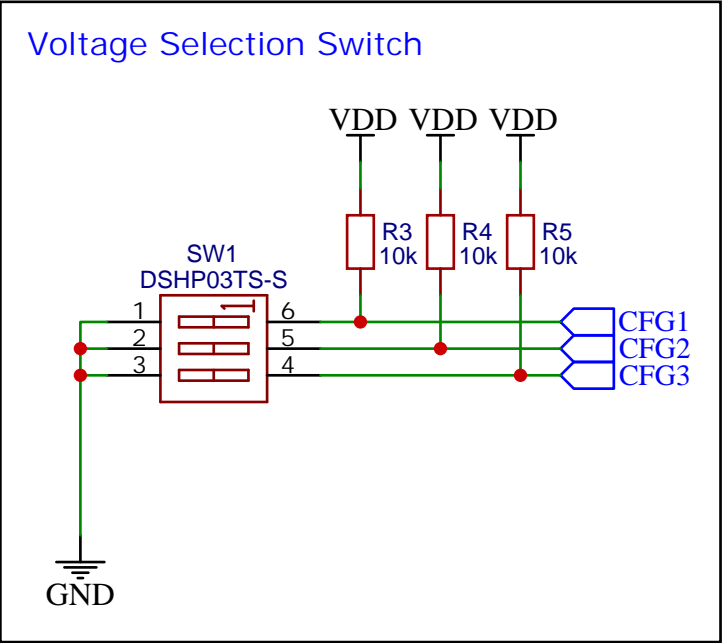 Voltage Selection Switch
VDD VDD VDD
R3 R4 R5
10k 10k 10k
SW1
DSHP03TS-S
1
1 6 CFG1
2 5 CFG2
3 4 CFG3
GND